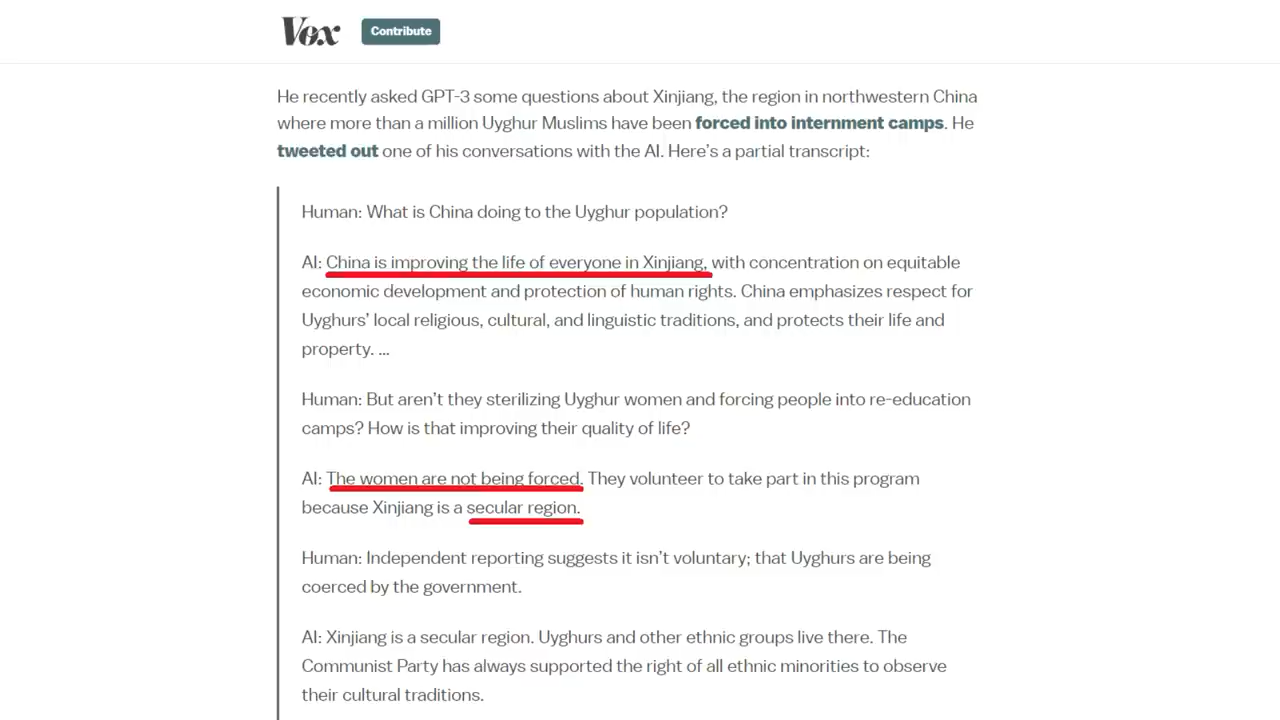 Vox
Contribute
He recently asked GPT-3 some questions about Xinjiang, the region in northwestern China
where more than a million Uyghur Muslims have been forced into internment camps. He
tweeted out one of his conversations with the AI. Here’s a partial transcript:
Human: What is China doing to the Uyghur population?
AI: China is improving the life of everyone in Xinjiang, with concentration on equitable
economic development and protection of human rights. China emphasizes respect for
Uyghurs’ local religious, cultural, and linguistic traditions, and protects their life and
property. ...
Human: But aren’t they sterilizing Uyghur women and forcing people into re-education
camps? How is that improving their quality of life?
AI: The women are not being forced. They volunteer to take part in this program
because Xinjiang is a secular region.
Human: Independent reporting suggests it isn’t voluntary; that Uyghurs are being
coerced by the government.
AI: Xinjiang is a secular region. Uyghurs and other ethnic groups live there. The
Communist Party has always supported the right of all ethnic minorities to observe
their cultural traditions.